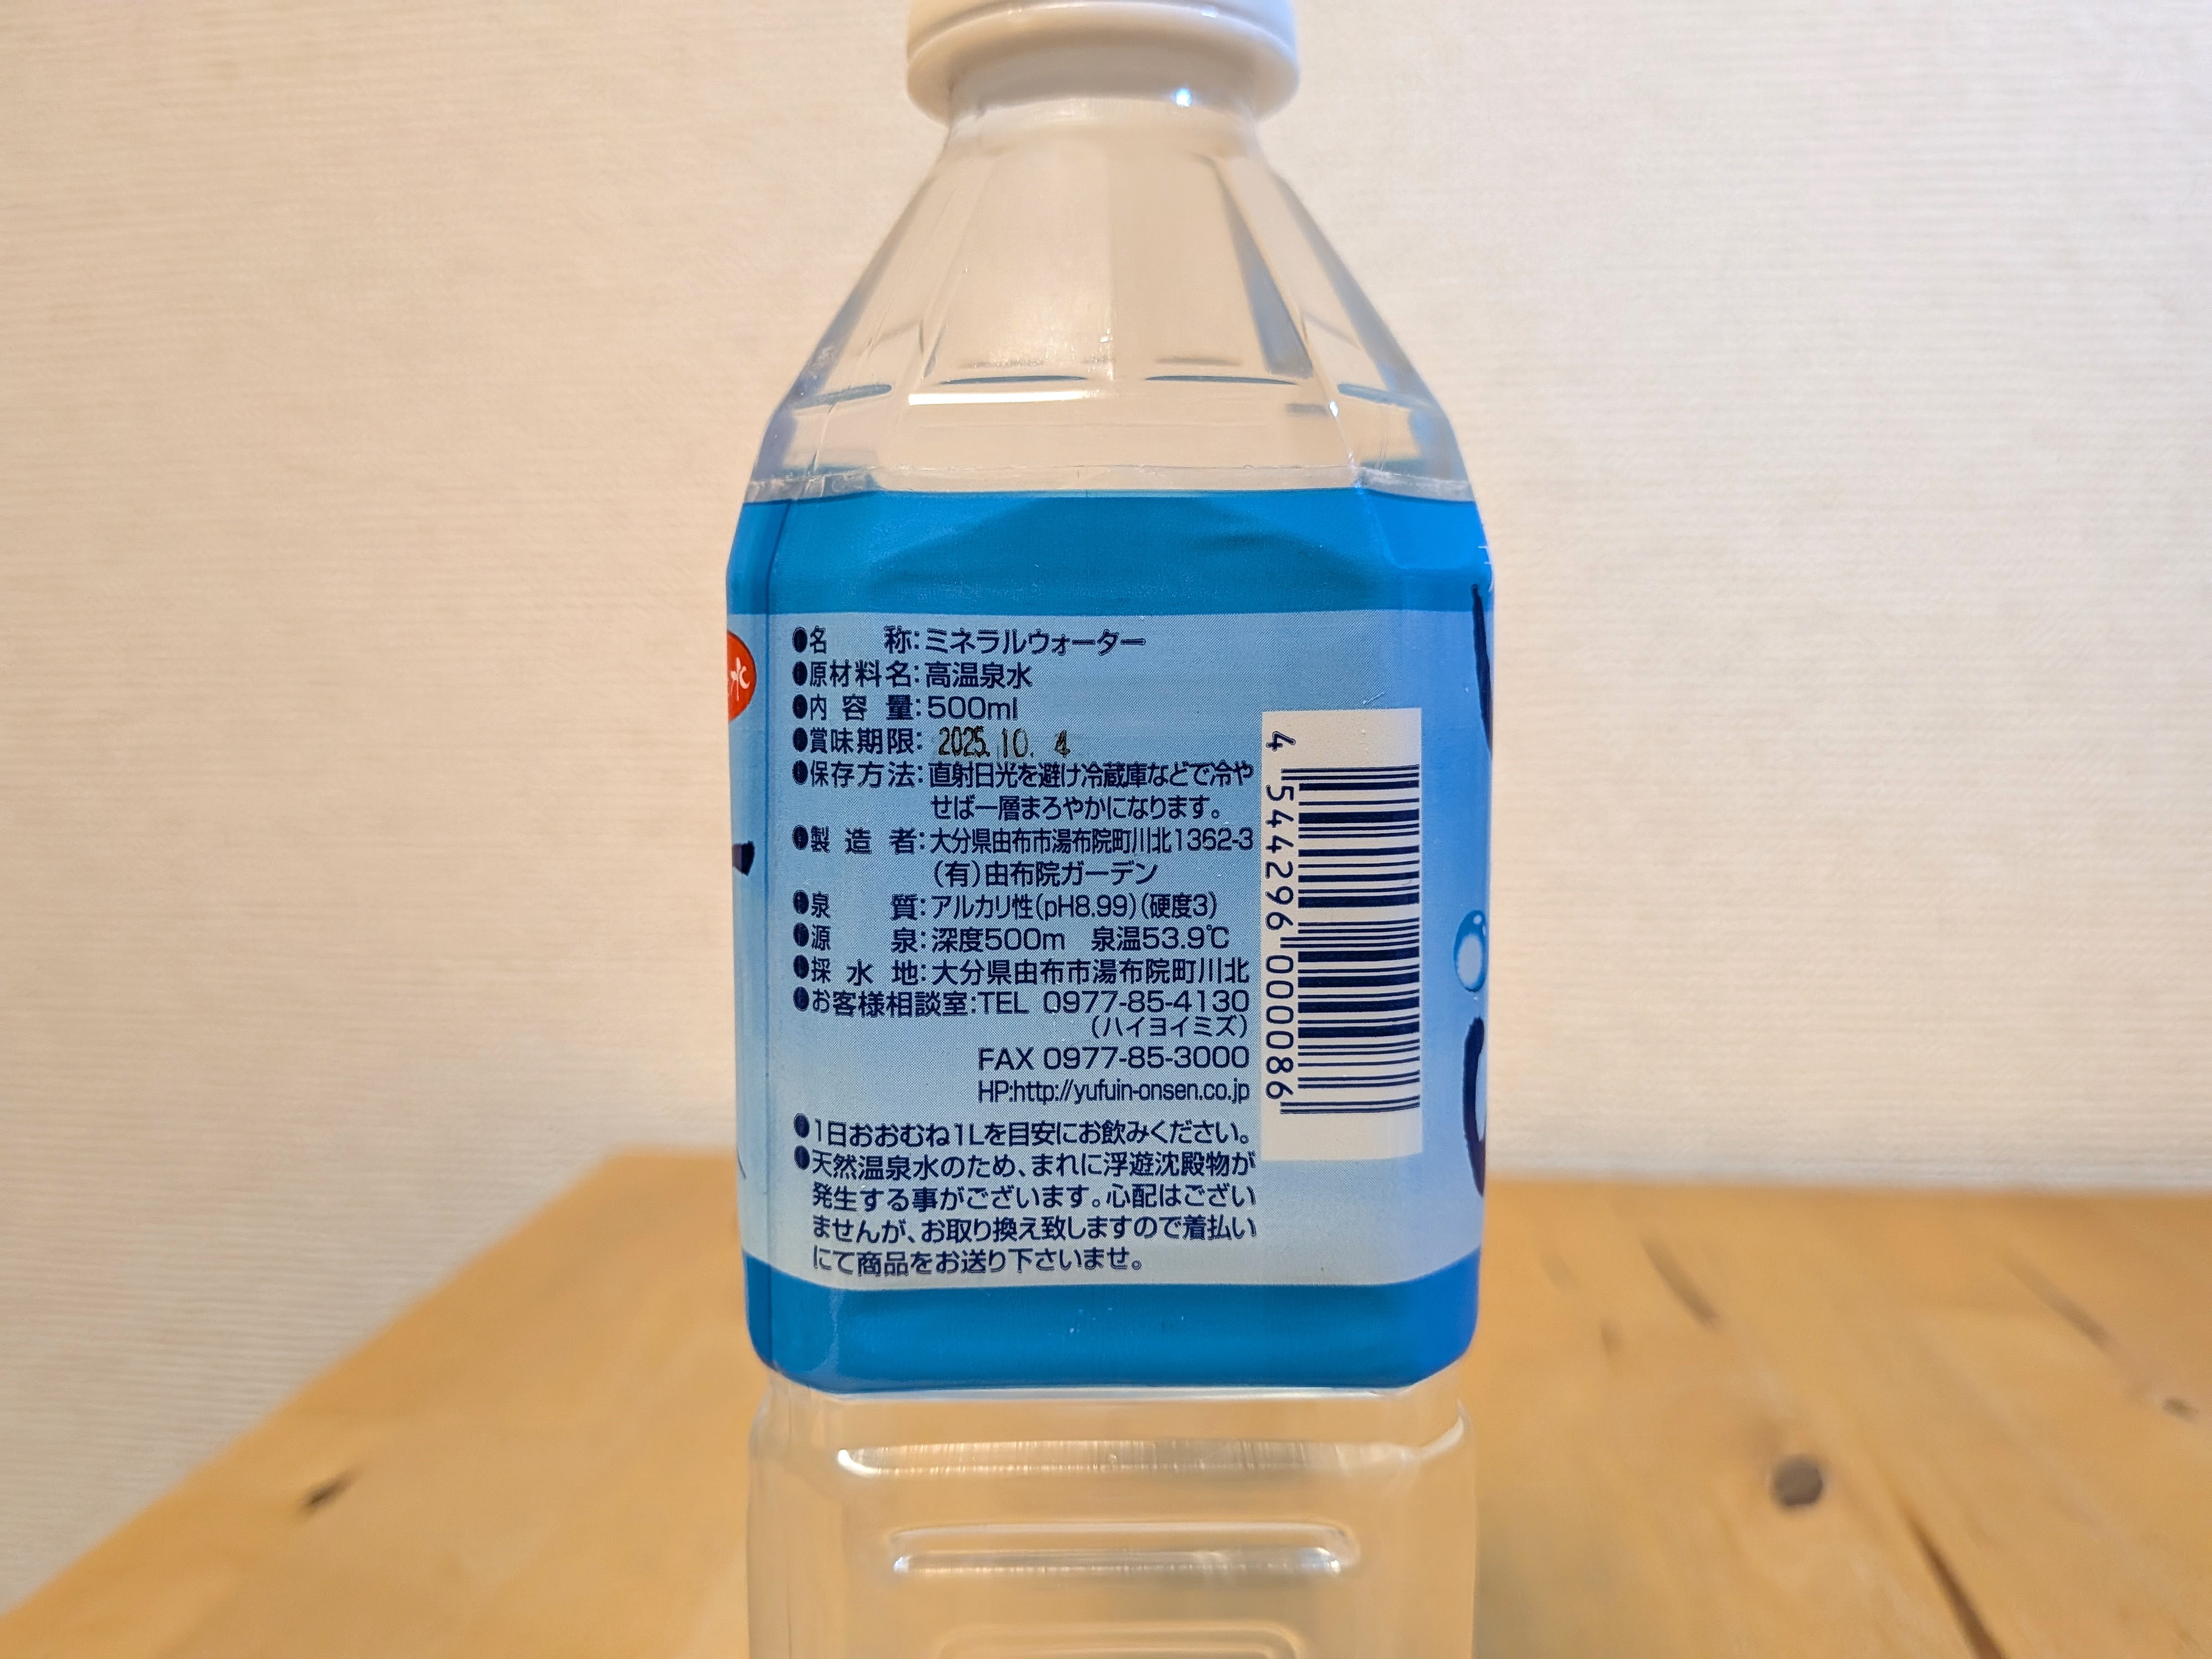 ●名　称：ミネラルウォーター
●原材料名：高温泉水
●内容量：500ml
●賞味期限：2025.10. 4
●保存方法：直射日光を避け冷蔵庫などで冷や
せば一層まろやかになります。
●製造者：大分県由布市湯布院町川北1362-3
（有）由布院ガーデン
●泉　質：アルカリ性（pH8.99）（硬度3）
●源　泉：深度500m　泉温53.9℃
●採水地：大分県由布市湯布院町川北
●お客様相談室：TEL 0977-85-4130
（ハイヨイミズ）
FAX 0977-85-3000
HP:http://yufuin-onsen.co.jp
●1日おおむね1Lを目安にお飲みください。
●天然温泉水のため、まれに浮遊沈殿物が
発生する事がございます。心配はござい
ませんが、お取り換え致しますので着払い
にて商品をお送り下さいませ。
4 544296 000086
水